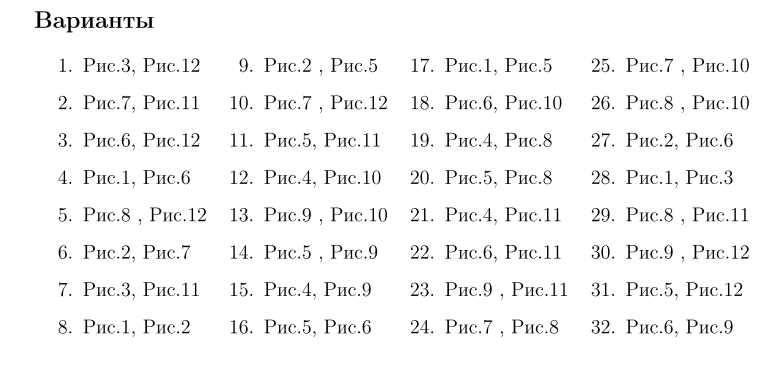 Варианты
1. Рис.3, Рис.12
2. Рис.7, Рис.11
3. Рис.6, Рис.12
4. Рис.1, Рис.6
5. Рис.8 , Рис.12
6. Рис.2, Рис.7
7. Рис.3, Рис.11
8. Рис.1, Рис.2
9. Рис.2 , Рис.5
10. Рис.7 , Рис.12
11. Рис.5, Рис.11
12. Рис.4, Рис.10
13. Рис.9 , Рис.10
14. Рис.5 , Рис.9
15. Рис.4, Рис.9
16. Рис.5, Рис.6
17. Рис.1, Рис.5
18. Рис.6, Рис.10
19. Рис.4, Рис.8
20. Рис.5, Рис.8
21. Рис.4, Рис.11
22. Рис.6, Рис.11
23. Рис.9 , Рис.11
24. Рис.7 , Рис.8
25. Рис.7 , Рис.10
26. Рис.8 , Рис.10
27. Рис.2, Рис.6
28. Рис.1, Рис.3
29. Рис.8 , Рис.11
30. Рис.9 , Рис.12
31. Рис.5, Рис.12
32. Рис.6, Рис.9